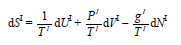 dS^I = 1/T^I dU^I + P^I/T^I dV^I − g^I/T^I dN^I